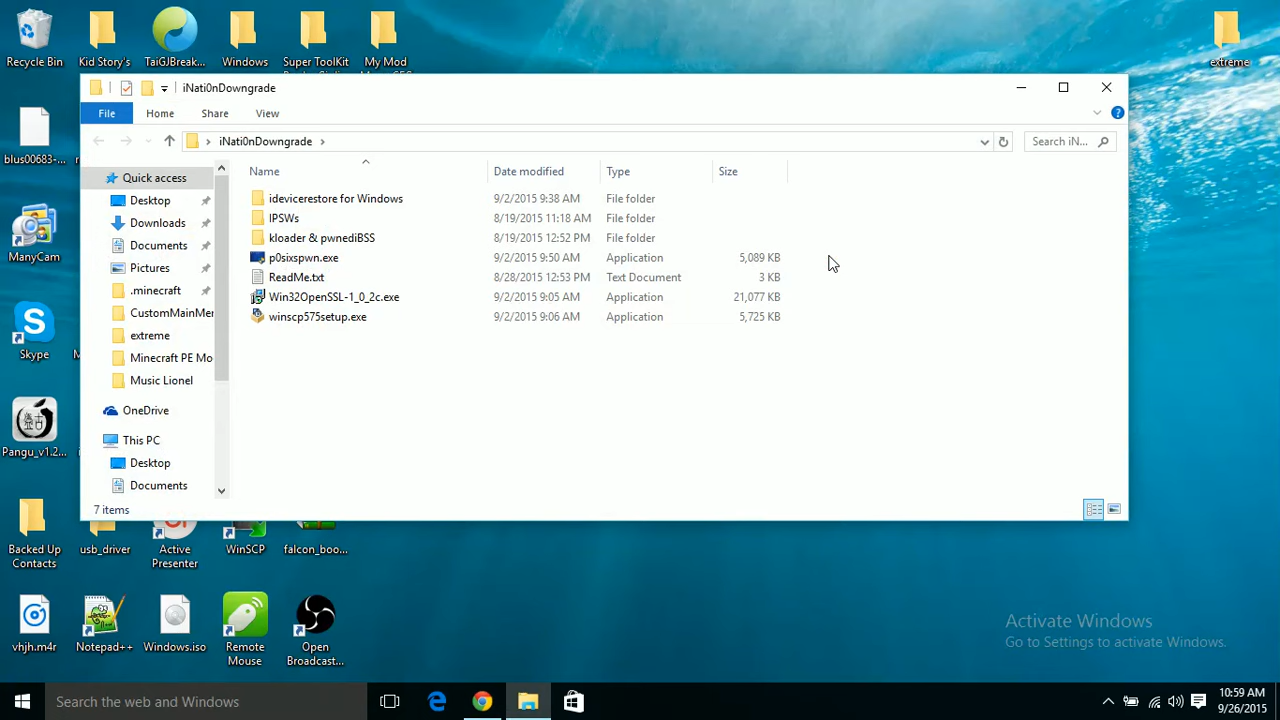 Recycle Bin
Kid Story's
TaiGJBreak...
Windows
Super ToolKit
My Mod
extreme
iNati0nDowngrade
File
Home
Share
View
iNati0nDowngrade
Search iN...
blus00683-...
Name
Date modified
Type
Size
Quick access
Desktop
Downloads
Documents
Pictures
.minecraft
CustomMainMer
extreme
Minecraft PE Mo
Music Lionel
OneDrive
This PC
Desktop
Documents
idevicerestore for Windows 9/2/2015 9:38 AM File folder
IPSWs 8/19/2015 11:18 AM File folder
kloader & pwnediBSS 8/19/2015 12:52 PM File folder
p0sixspwn.exe 9/2/2015 9:50 AM Application 5,089 KB
ReadMe.txt 8/28/2015 12:53 PM Text Document 3 KB
Win32OpenSSL-1_0_2c.exe 9/2/2015 9:05 AM Application 21,077 KB
winscp575setup.exe 9/2/2015 9:06 AM Application 5,725 KB
ManyCam
Skype
Pangu_v1.2...
7 items
Backed Up
Contacts
usb_driver
Active
Presenter
WinSCP
falcon_boo...
vhjh.m4r
Notepad++
Windows.iso
Remote
Mouse
Open
Broadcast...
Activate Windows
Go to Settings to activate Windows.
Search the web and Windows
10:59 AM
9/26/2015